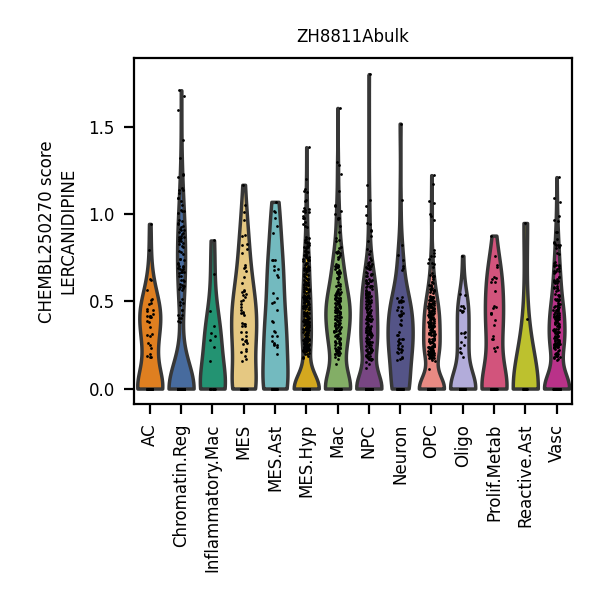 ZH8811Abulk
CHEMBL250270 score
LERCANIDIPINE
1.5
1.0
0.5
0.0
AC
Chromatin.Reg
Inflammatory.Mac
MES
MES.Ast
MES.Hyp
Mac
NPC
Neuron
OPC
Oligo
Prolif.Metab
Reactive.Ast
Vasc